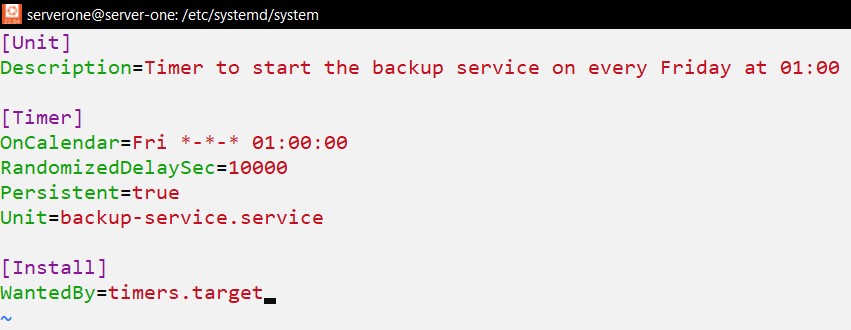 serverone@server-one: /etc/systemd/system
[Unit]
Description=Timer to start the backup service on every Friday at 01:00
[Timer]
OnCalendar=Fri *-*-* 01:00:00
RandomizedDelaySec=10000
Persistent=true
Unit=backup-service.service
[Install]
WantedBy=timers.target
~